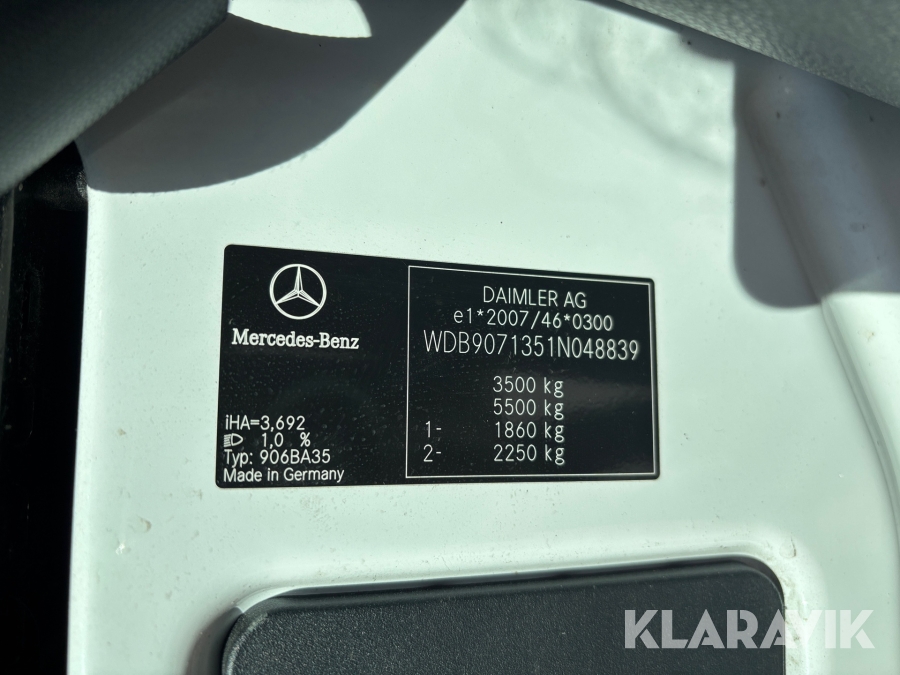 Mercedes-Benz
iHA=3,692
1,0 %
Typ: 906BA35
Made in Germany
DAIMLER AG
e1*2007/46*0300
WDB9071351N048839
3500 kg
5500 kg
1- 1860 kg
2- 2250 kg
KLARAVIK